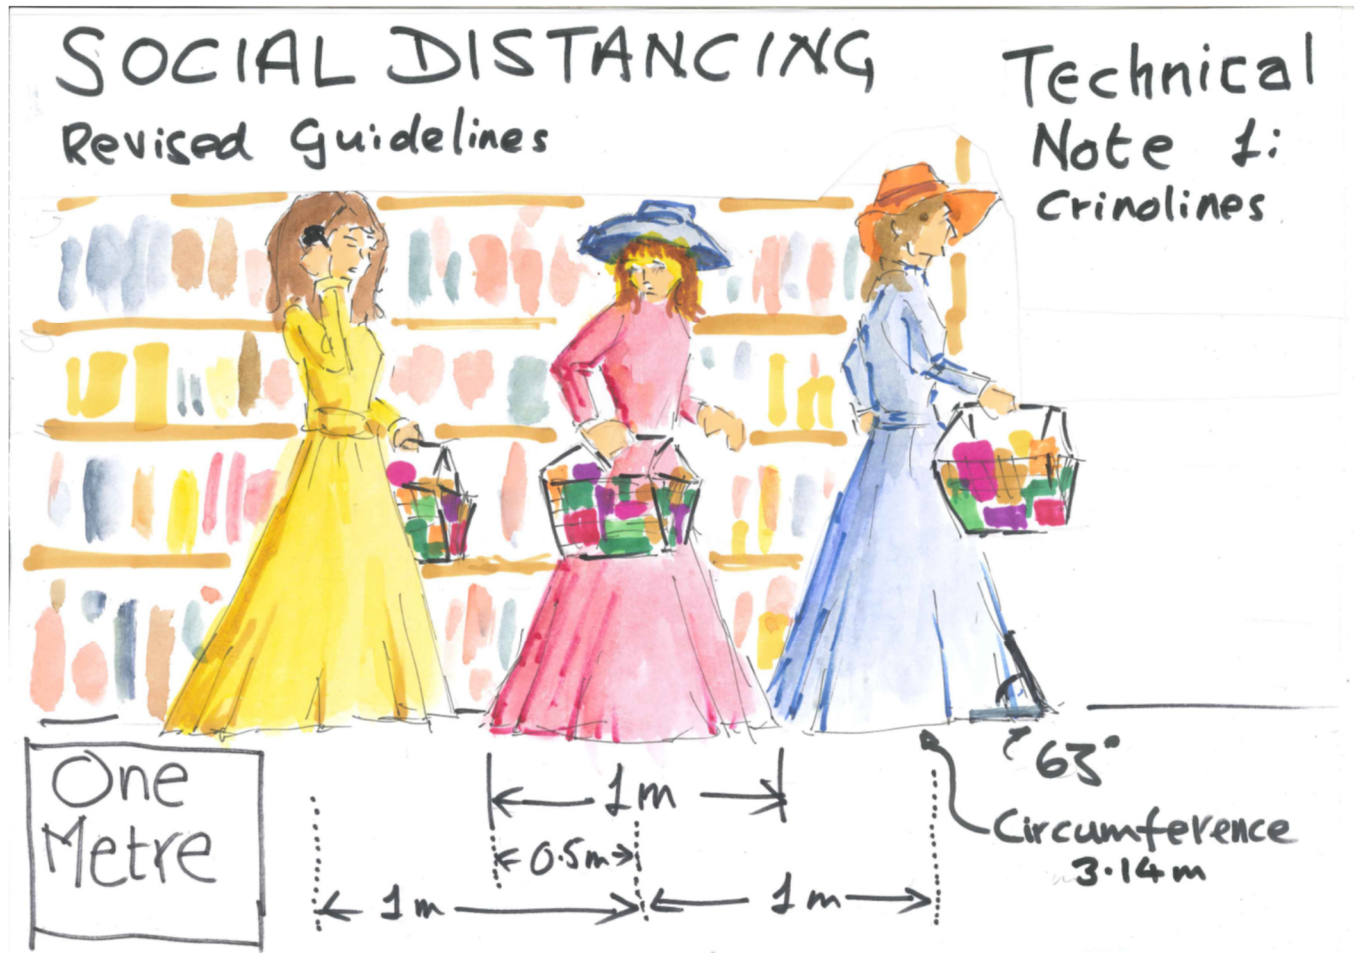 SOCIAL DISTANCING
Revised Guidelines
Technical
Note 1:
Crinolines
One
Metre
1m
0.5m
1m
1m
63°
Circumference
3.14m